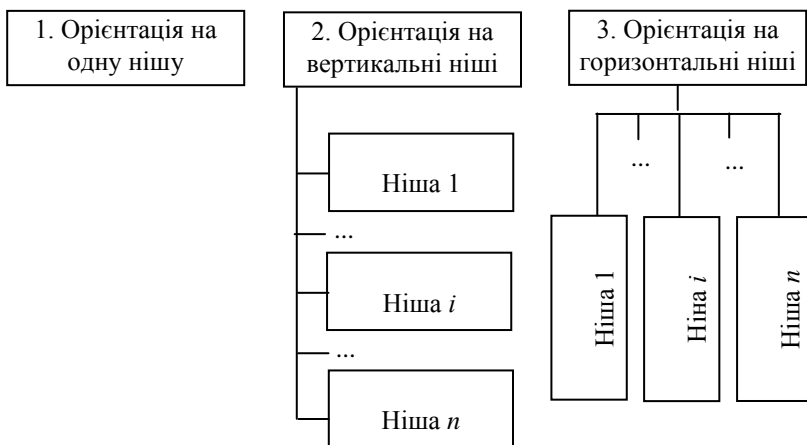 1. Орієнтація на
одну нішу
2. Орієнтація на
вертикальні ніші
Ніша 1
...
Ніша i
...
Ніша n
3. Орієнтація на
горизонтальні ніші
...
...
Ніша 1
Ніна i
Ніша n